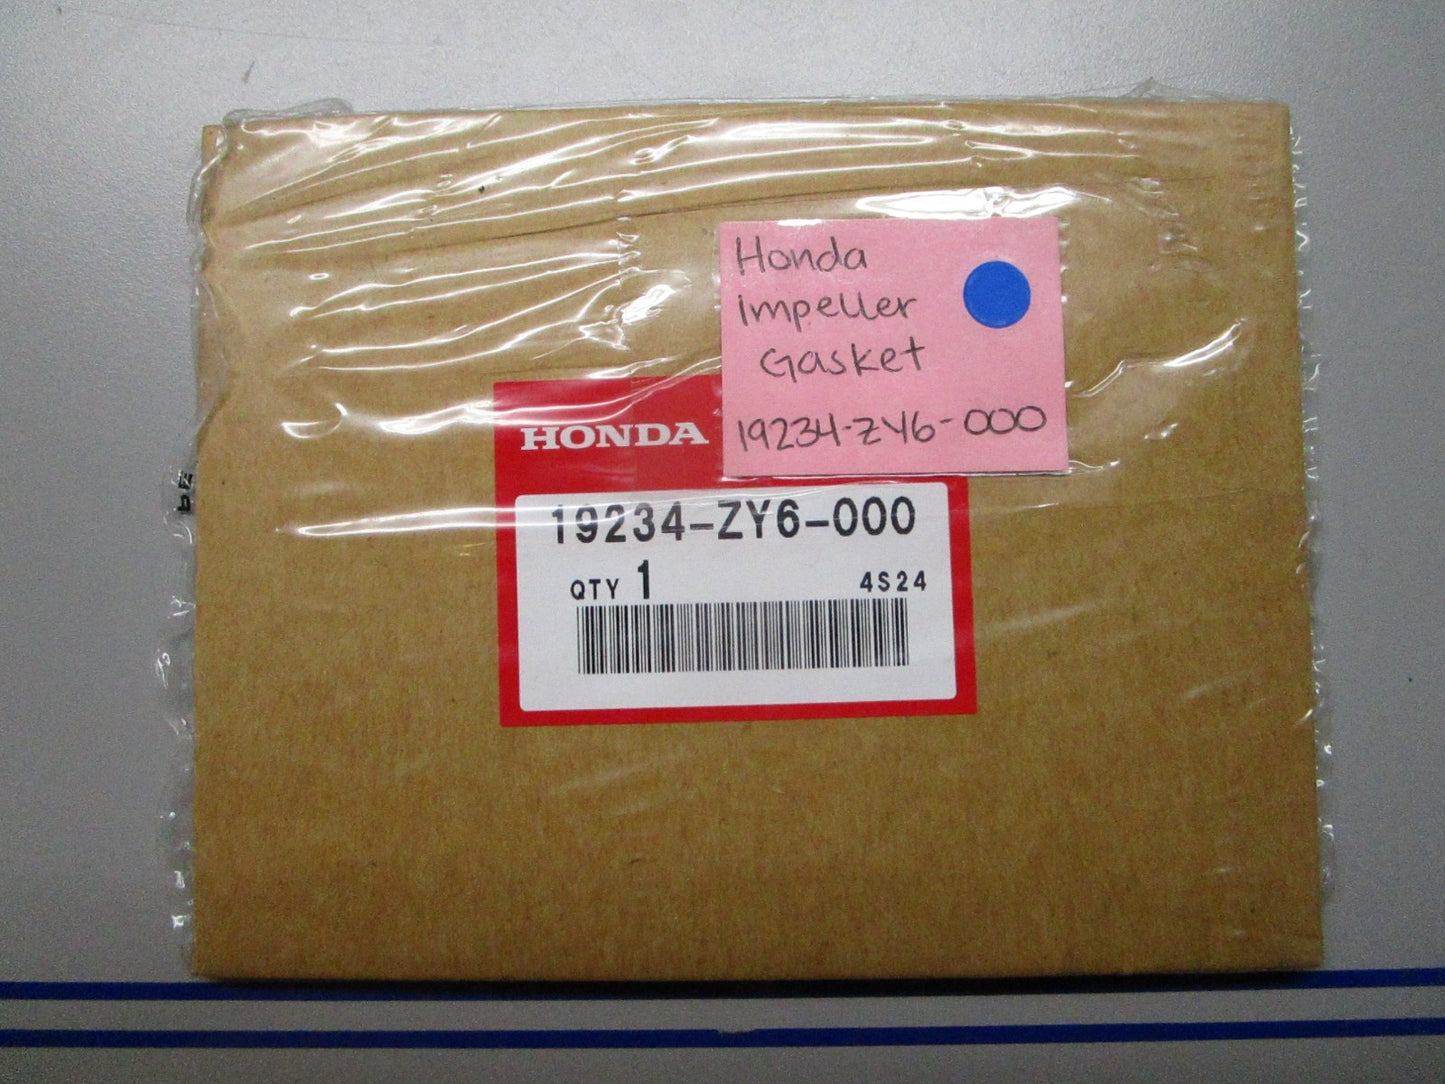 Honda
impeller
Gasket
19234-ZY6-000
HONDA
19234-ZY6-000
QTY 1 4S24